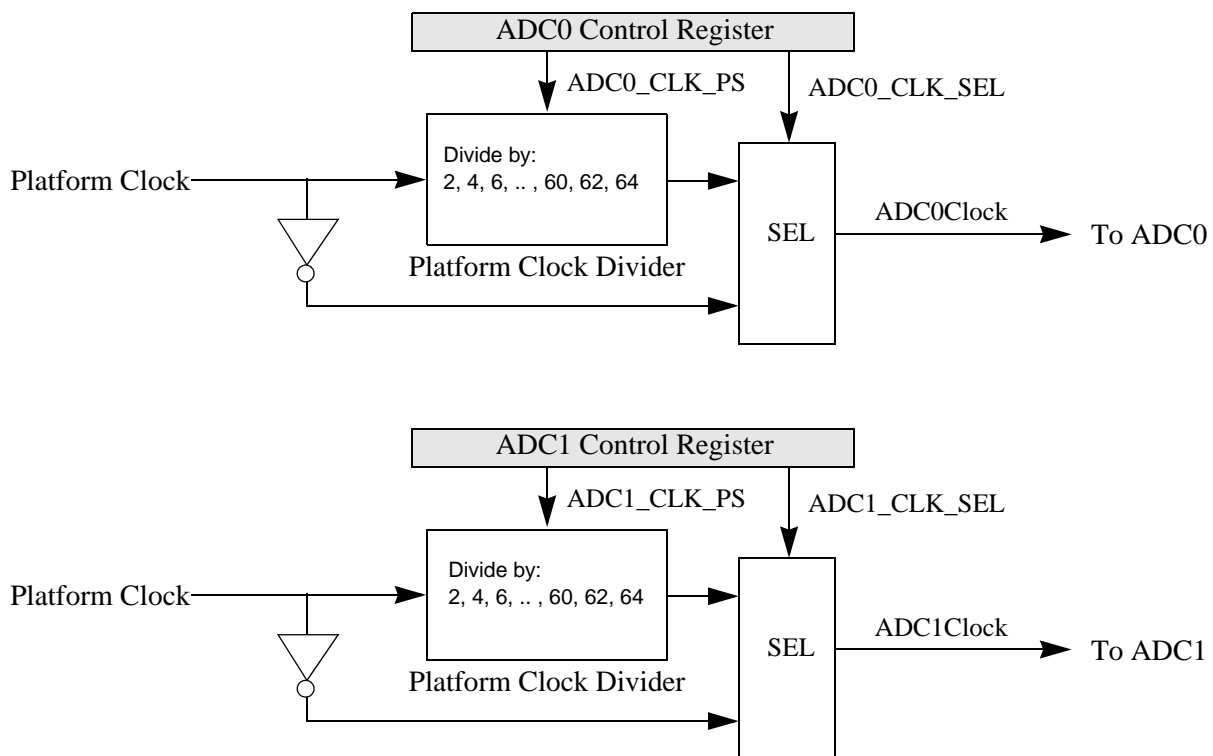 ADC0 Control Register
ADC0_CLK_PS
ADC0_CLK_SEL
Divide by:
2, 4, 6, .. , 60, 62, 64
Platform Clock
SEL
ADC0Clock
To ADC0
Platform Clock Divider
ADC1 Control Register
ADC1_CLK_PS
ADC1_CLK_SEL
Divide by:
2, 4, 6, .. , 60, 62, 64
Platform Clock
SEL
ADC1Clock
To ADC1
Platform Clock Divider